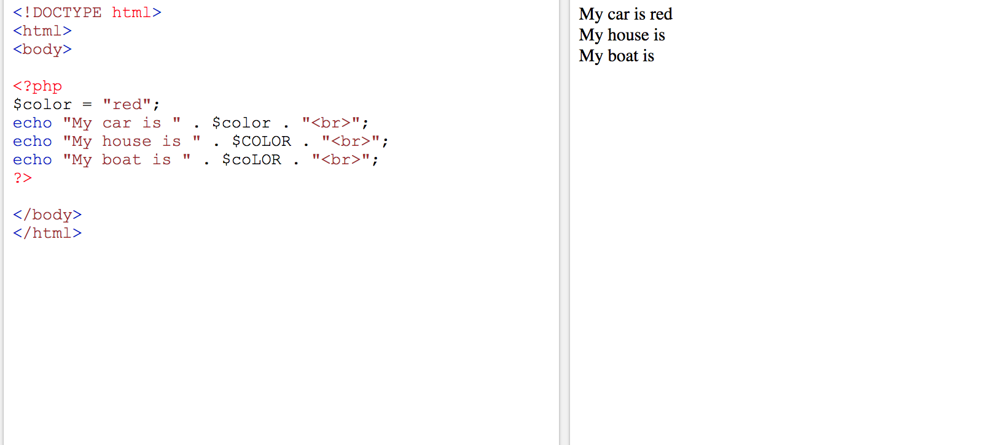 <!DOCTYPE html>
<html>
<body>
<?php
$color = "red";
echo "My car is " . $color . "<br>";
echo "My house is " . $COLOR . "<br>";
echo "My boat is " . $coLOR . "<br>";
?>
</body>
</html>
My car is red
My house is
My boat is